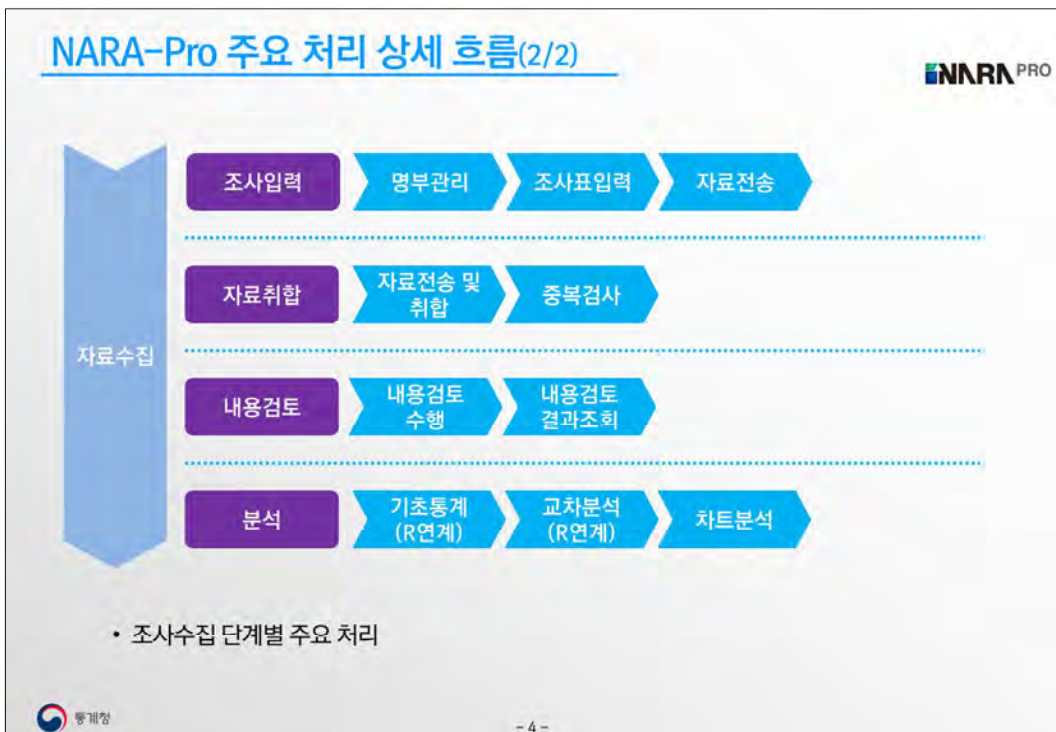 NARA-Pro 주요 처리 상세 흐름(2/2)
NARA PRO
자료수집
조사입력
명부관리
조사표입력
자료전송
자료취합
자료전송 및
취합
중복검사
내용검토
내용검토
수행
내용검토
결과조회
분석
기초통계
(R연계)
교차분석
(R연계)
차트분석
• 조사수집 단계별 주요 처리
통계청
- 4 -